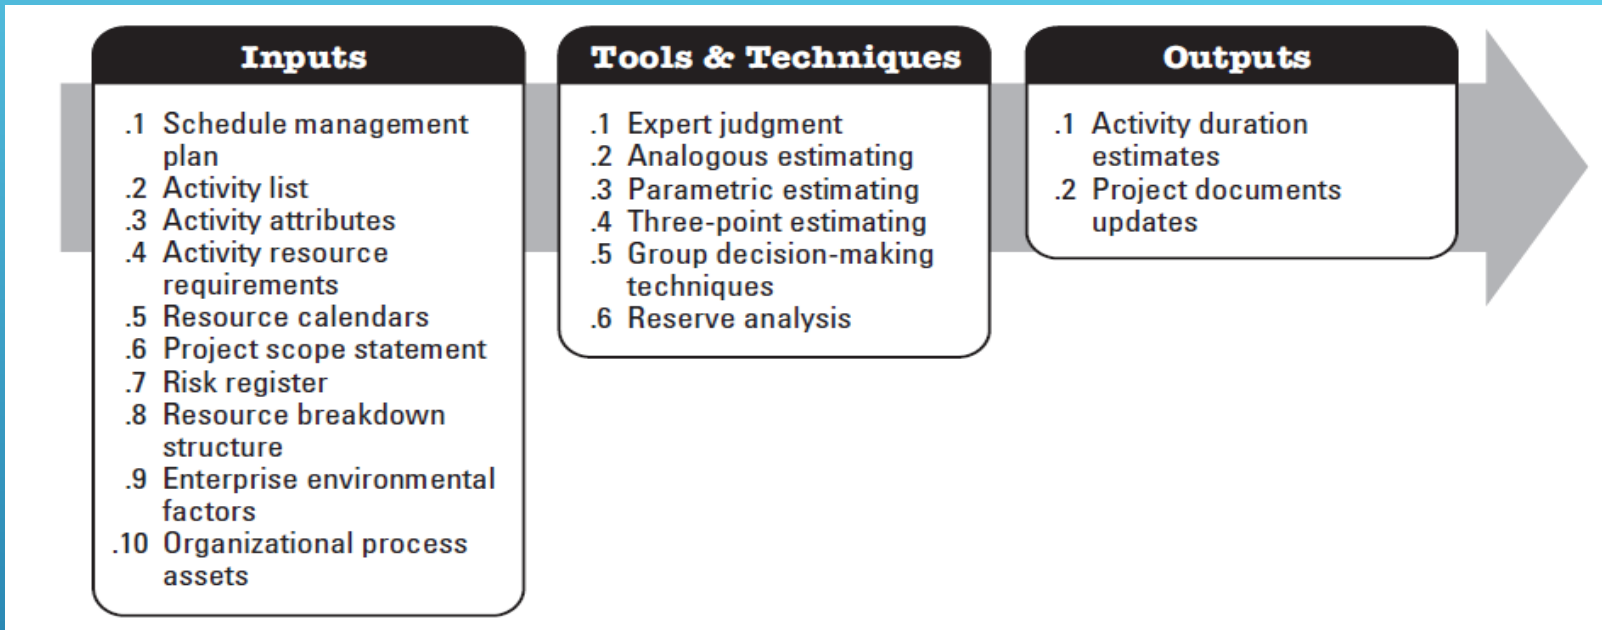 Inputs
.1 Schedule management
plan
.2 Activity list
.3 Activity attributes
.4 Activity resource
requirements
.5 Resource calendars
.6 Project scope statement
.7 Risk register
.8 Resource breakdown
structure
.9 Enterprise environmental
factors
.10 Organizational process
assets
Tools & Techniques
.1 Expert judgment
.2 Analogous estimating
.3 Parametric estimating
.4 Three-point estimating
.5 Group decision-making
techniques
.6 Reserve analysis
Outputs
.1 Activity duration
estimates
.2 Project documents
updates